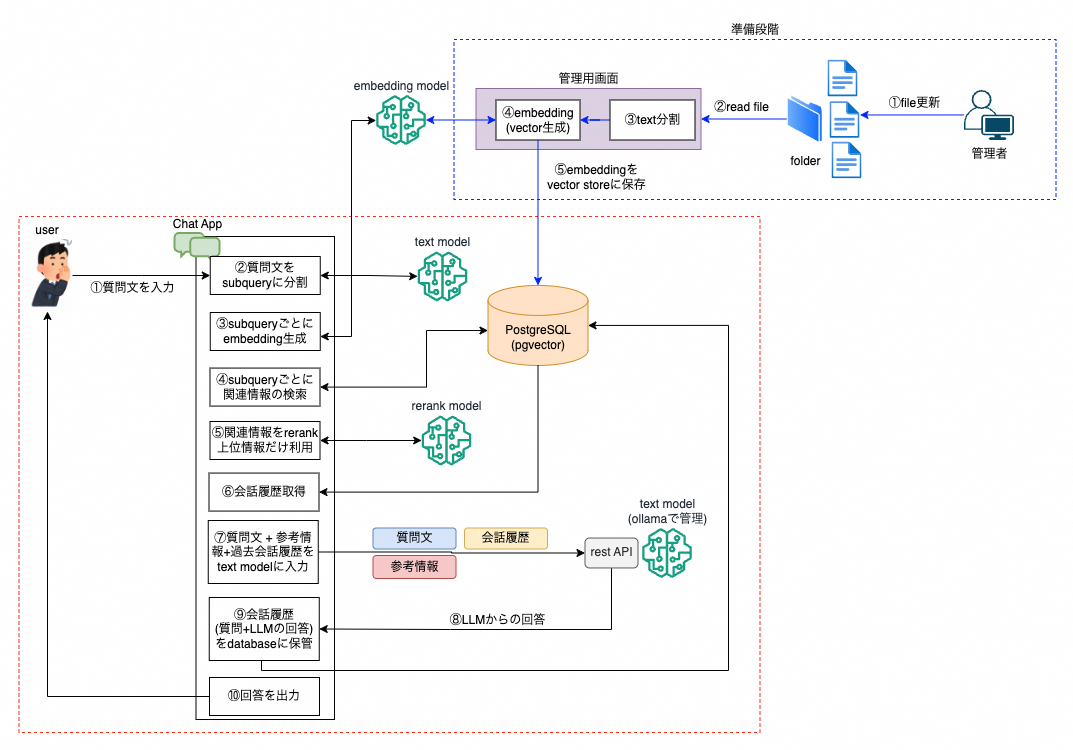 準備段階
管理用画面
embedding model
④embedding
(vector生成)
③text分割
②read file
①file更新
folder
管理者
⑤embeddingを
vector storeに保存
user
Chat App
①質問文を入力
②質問文を
subqueryに分割
text model
③subqueryごとに
embedding生成
PostgreSQL
(pgvector)
④subqueryごとに
関連情報の検索
rerank model
⑤関連情報をrerank
上位情報だけ利用
⑥会話履歴取得
text model
(ollamaで管理)
⑦質問文 + 参考情
報+過去会話履歴を
text modelに入力
質問文
会話履歴
参考情報
rest API
⑧LLMからの回答
⑨会話履歴
(質問+LLMの回答)
をdatabaseに保管
⑩回答を出力